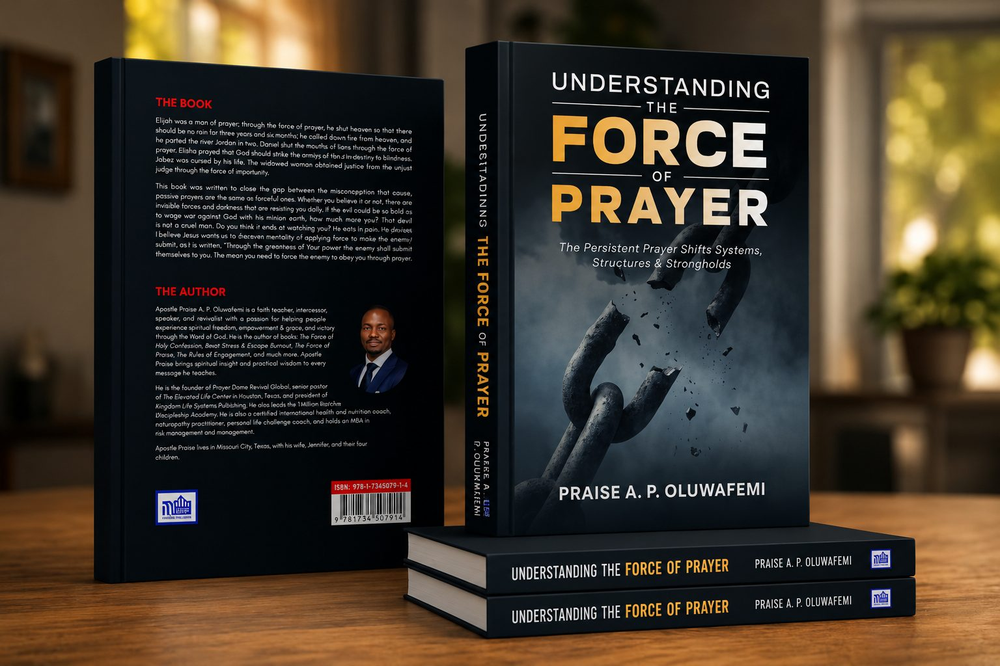 THE BOOK
Elijah was a man of prayer; through the force of prayer, he shut heaven so that there
should be no rain for three years and six months; he called down fire from heaven, and
he parted the river Jordan in two. Daniel shut the mouths of lions through the force of
prayer. Elisha prayed that God should strike the armiys of to blindness.
Jabez was cursed by his life. The widowed woman obtained justice from the unjust
judge through the force of importunity.
This book was written to close the gap between the misconception that cause,
passive prayers are the same as forceful ones. Whether you believe it or not, there are
invisible forces and darkness that are resisting you daily. If the evil could be so bold as
to wage war against God with his minion earth, how much more you? That devil
is not a cruel man. Do you think it ends at watching you? He eats in pain. He
I believe Jesus wants us to mentality of applying force to make the enemy
submit, as it is written, "Through the greatness of Your power the enemy shall submit
themselves to you. The mean you need to force the enemy to obey you through prayer.
THE AUTHOR
Apostle Praise A. P. Oluwafemi is a faith teacher, intercessor,
speaker, and revivalist with a passion for helping people
experience spiritual freedom, empowerment & grace, and victory
through the Word of God. He is the author of books: The Force of
Holy Confession, Beat Stress & Escape Burnout, The Force of
Praise, The Rules of Engagement, and much more. Apostle
Praise brings spiritual insight and practical wisdom to every
message he teaches.
He is the founder of Prayer Dome Revival Global, senior pastor
of The Elevated Life Center in Houston, Texas, and president of
Kingdom Life Systems Publishing. He also leads the 1 Million
Discipleship Academy. He is also a certified international health and nutrition coach,
naturopathy practitioner, personal life challenge coach, and holds an MBA in
risk management and management.
Apostle Praise lives in Missouri City, Texas, with his wife, Jennifer, and their four
children.
ISBN: 978-1-7345079-1-4
9 781734 507914
THE FORCE OF PRAYER
UNDERSTANDING
THE
FORCE
OF
PRAYER
The Persistent Prayer Shifts Systems,
Structures & Strongholds
PRAISE A. P. OLUWAFEMI
UNDERSTANDING THE FORCE OF PRAYER PRAISE A. P. OLUWAFEMI
UNDERSTANDING THE FORCE OF PRAYER PRAISE A. P. OLUWAFEMI